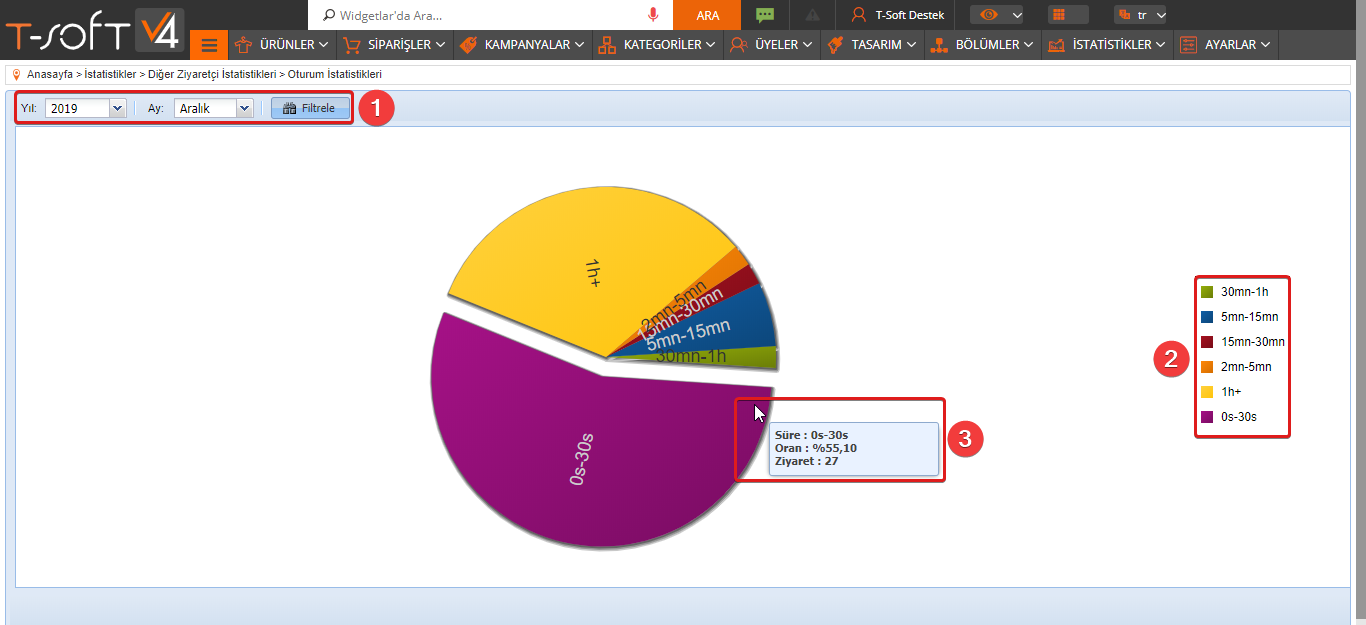 T-SOFT V4
Widgetlar'da Ara...
ARA
T-Soft Destek
tr
ÜRÜNLER
SİPARİŞLER
KAMPANYALAR
KATEGORİLER
ÜYELER
TASARIM
BÖLÜMLER
İSTATİSTİKLER
AYARLAR
Anasayfa > İstatistikler > Diğer Ziyaretçi İstatistikleri > Oturum İstatistikleri
Yıl: 2019 Ay: Aralık Filtrele
1
1h+
2mn-5mn
15mn-30mn
5mn-15mn
30mn-1h
0s-30s
Süre : 0s-30s
Oran : %55,10
Ziyaret : 27
3
2
30mn-1h
5mn-15mn
15mn-30mn
2mn-5mn
1h+
0s-30s